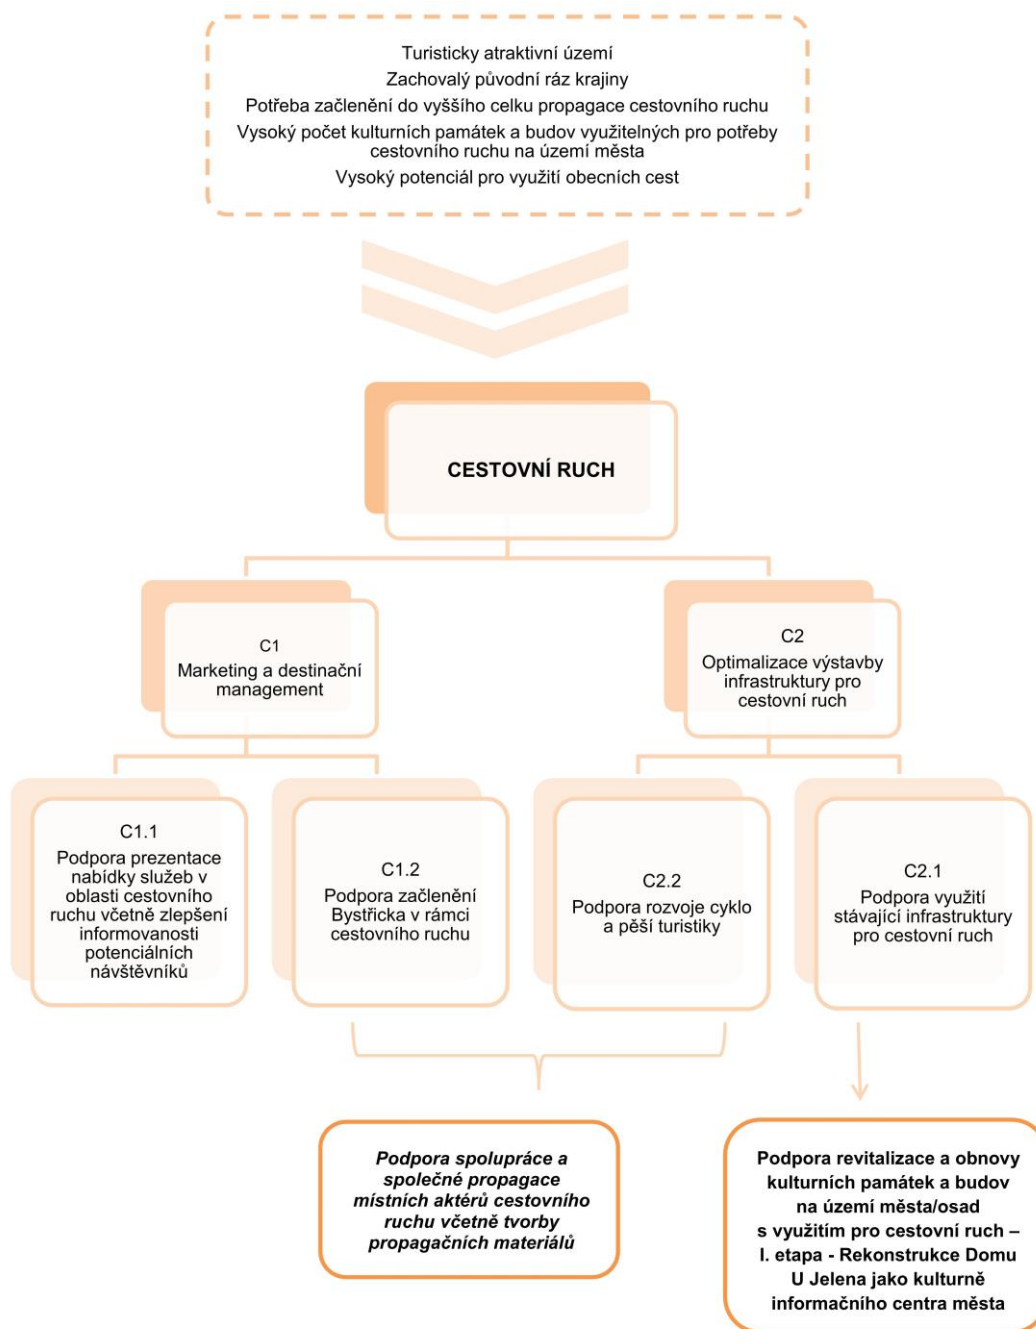 Turisticky atraktivní území
Zachovalý původní ráz krajiny
Potřeba začlenění do vyššího celku propagace cestovního ruchu
Vysoký počet kulturních památek a budov využitelných pro potřeby
cestovního ruchu na území města
Vysoký potenciál pro využití obecních cest
CESTOVNÍ RUCH
C1
Marketing a destinační
management
C2
Optimalizace výstavby
infrastruktury pro
cestovní ruch
C1.1
Podpora prezentace
nabídky služeb v
oblasti cestovního
ruchu včetně zlepšení
informovanosti
potenciálních
návštěvníků
C1.2
Podpora začlenění
Bystřicka v rámci
cestovního ruchu
C2.2
Podpora rozvoje cyklo
a pěší turistiky
C2.1
Podpora využití
stávající infrastruktury
pro cestovní ruch
Podpora spolupráce a
společné propagace
místních aktérů cestovního
ruchu včetně tvorby
propagačních materiálů
Podpora revitalizace a obnovy
kulturních památek a budov
na území města/osad
s využitím pro cestovní ruch –
I. etapa - Rekonstrukce Domu
U Jelena jako kulturně
informačního centra města